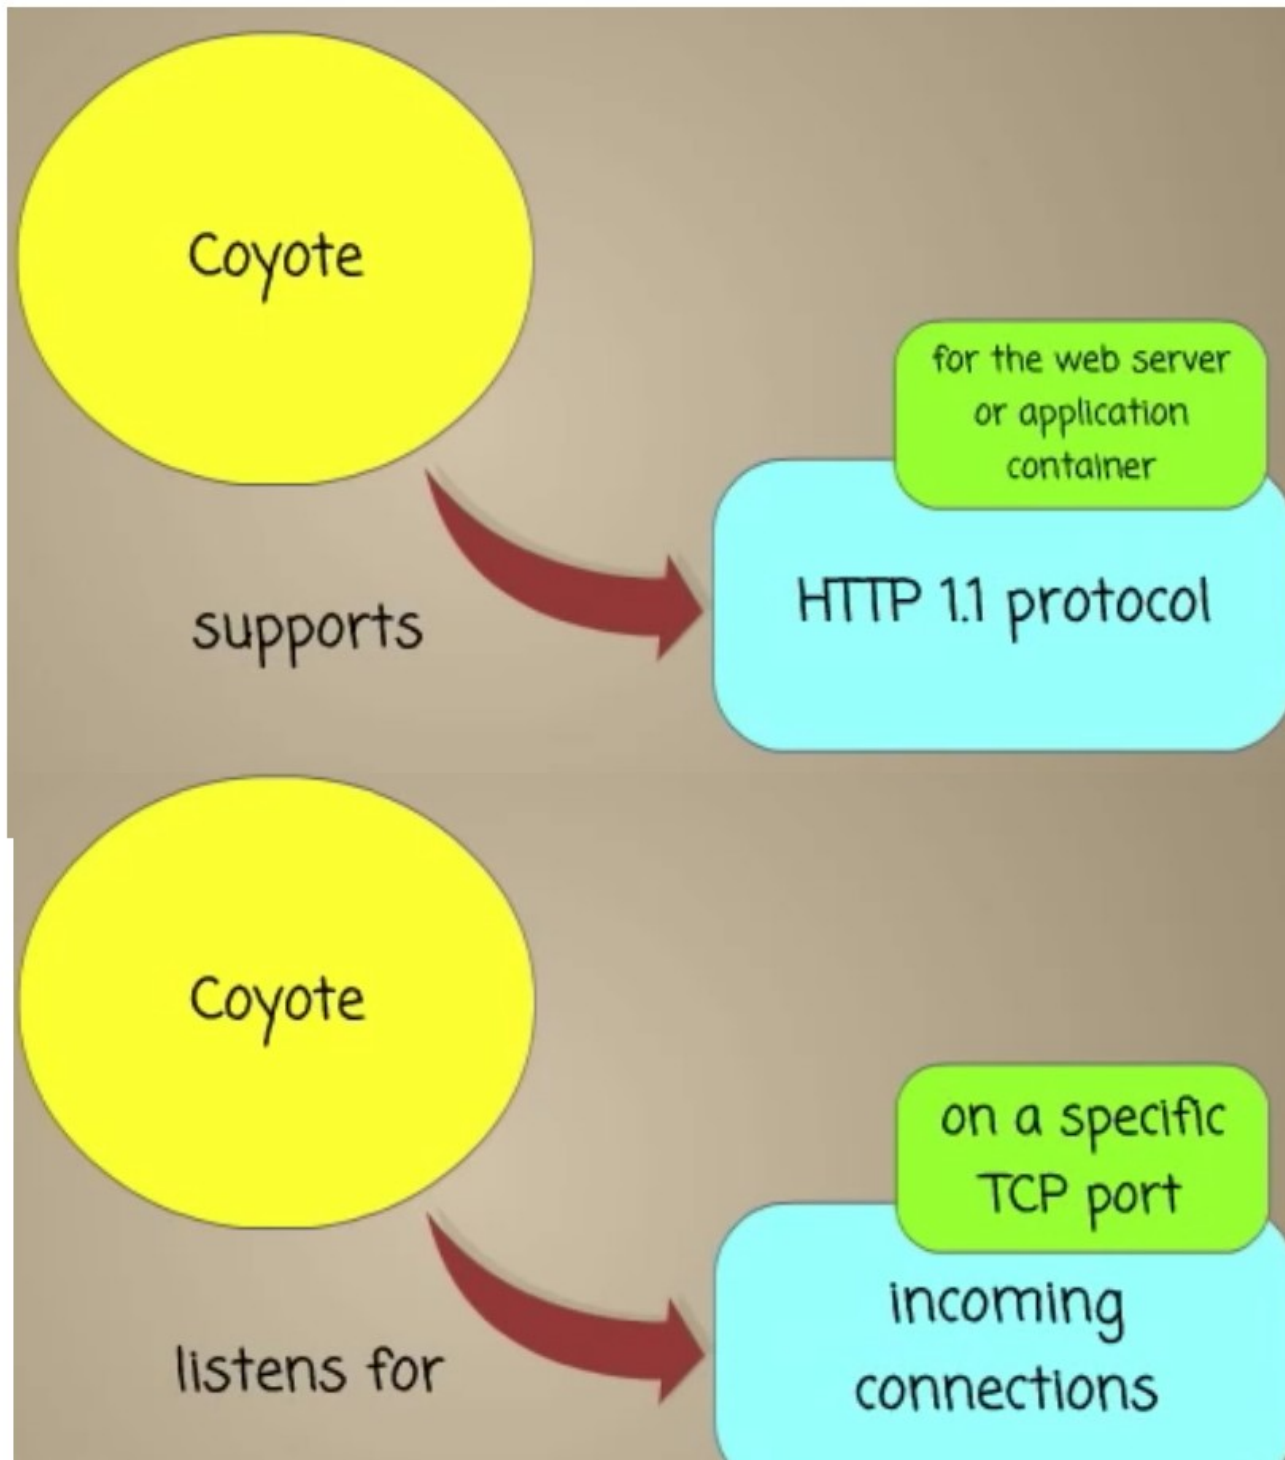 Coyote
for the web server
or application
container
HTTP 1.1 protocol
supports
Coyote
on a specific
TCP port
incoming
connections
listens for